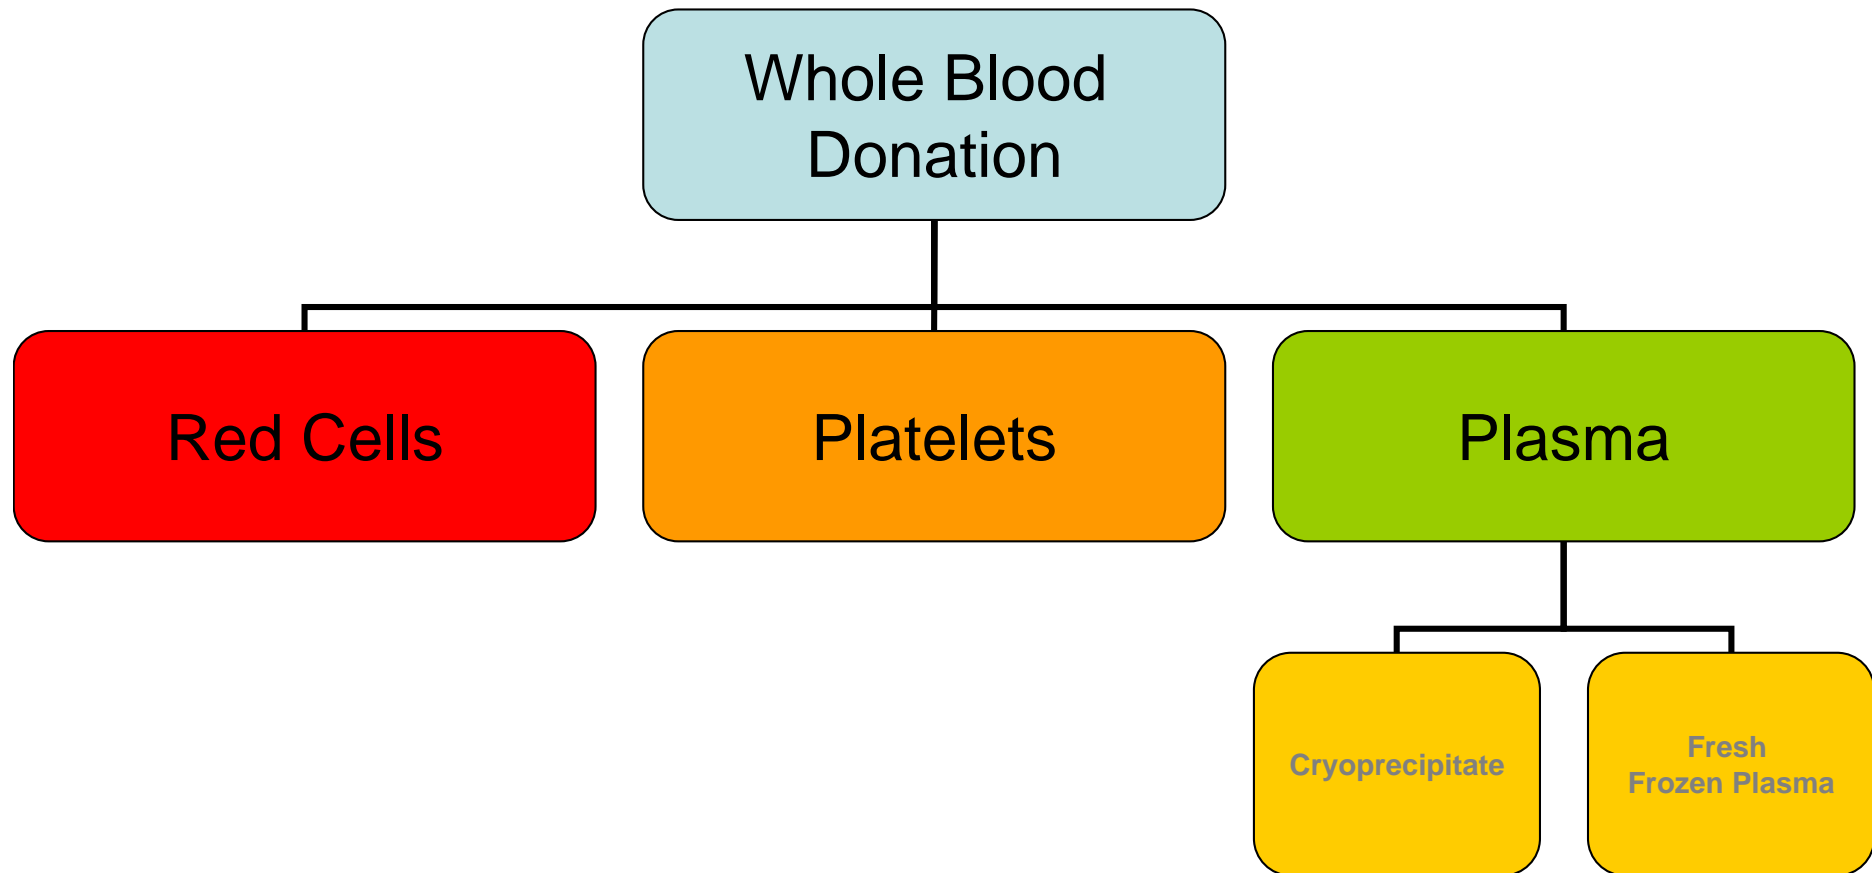 Whole Blood
Donation
Red Cells
Platelets
Plasma
Cryoprecipitate
Fresh
Frozen Plasma